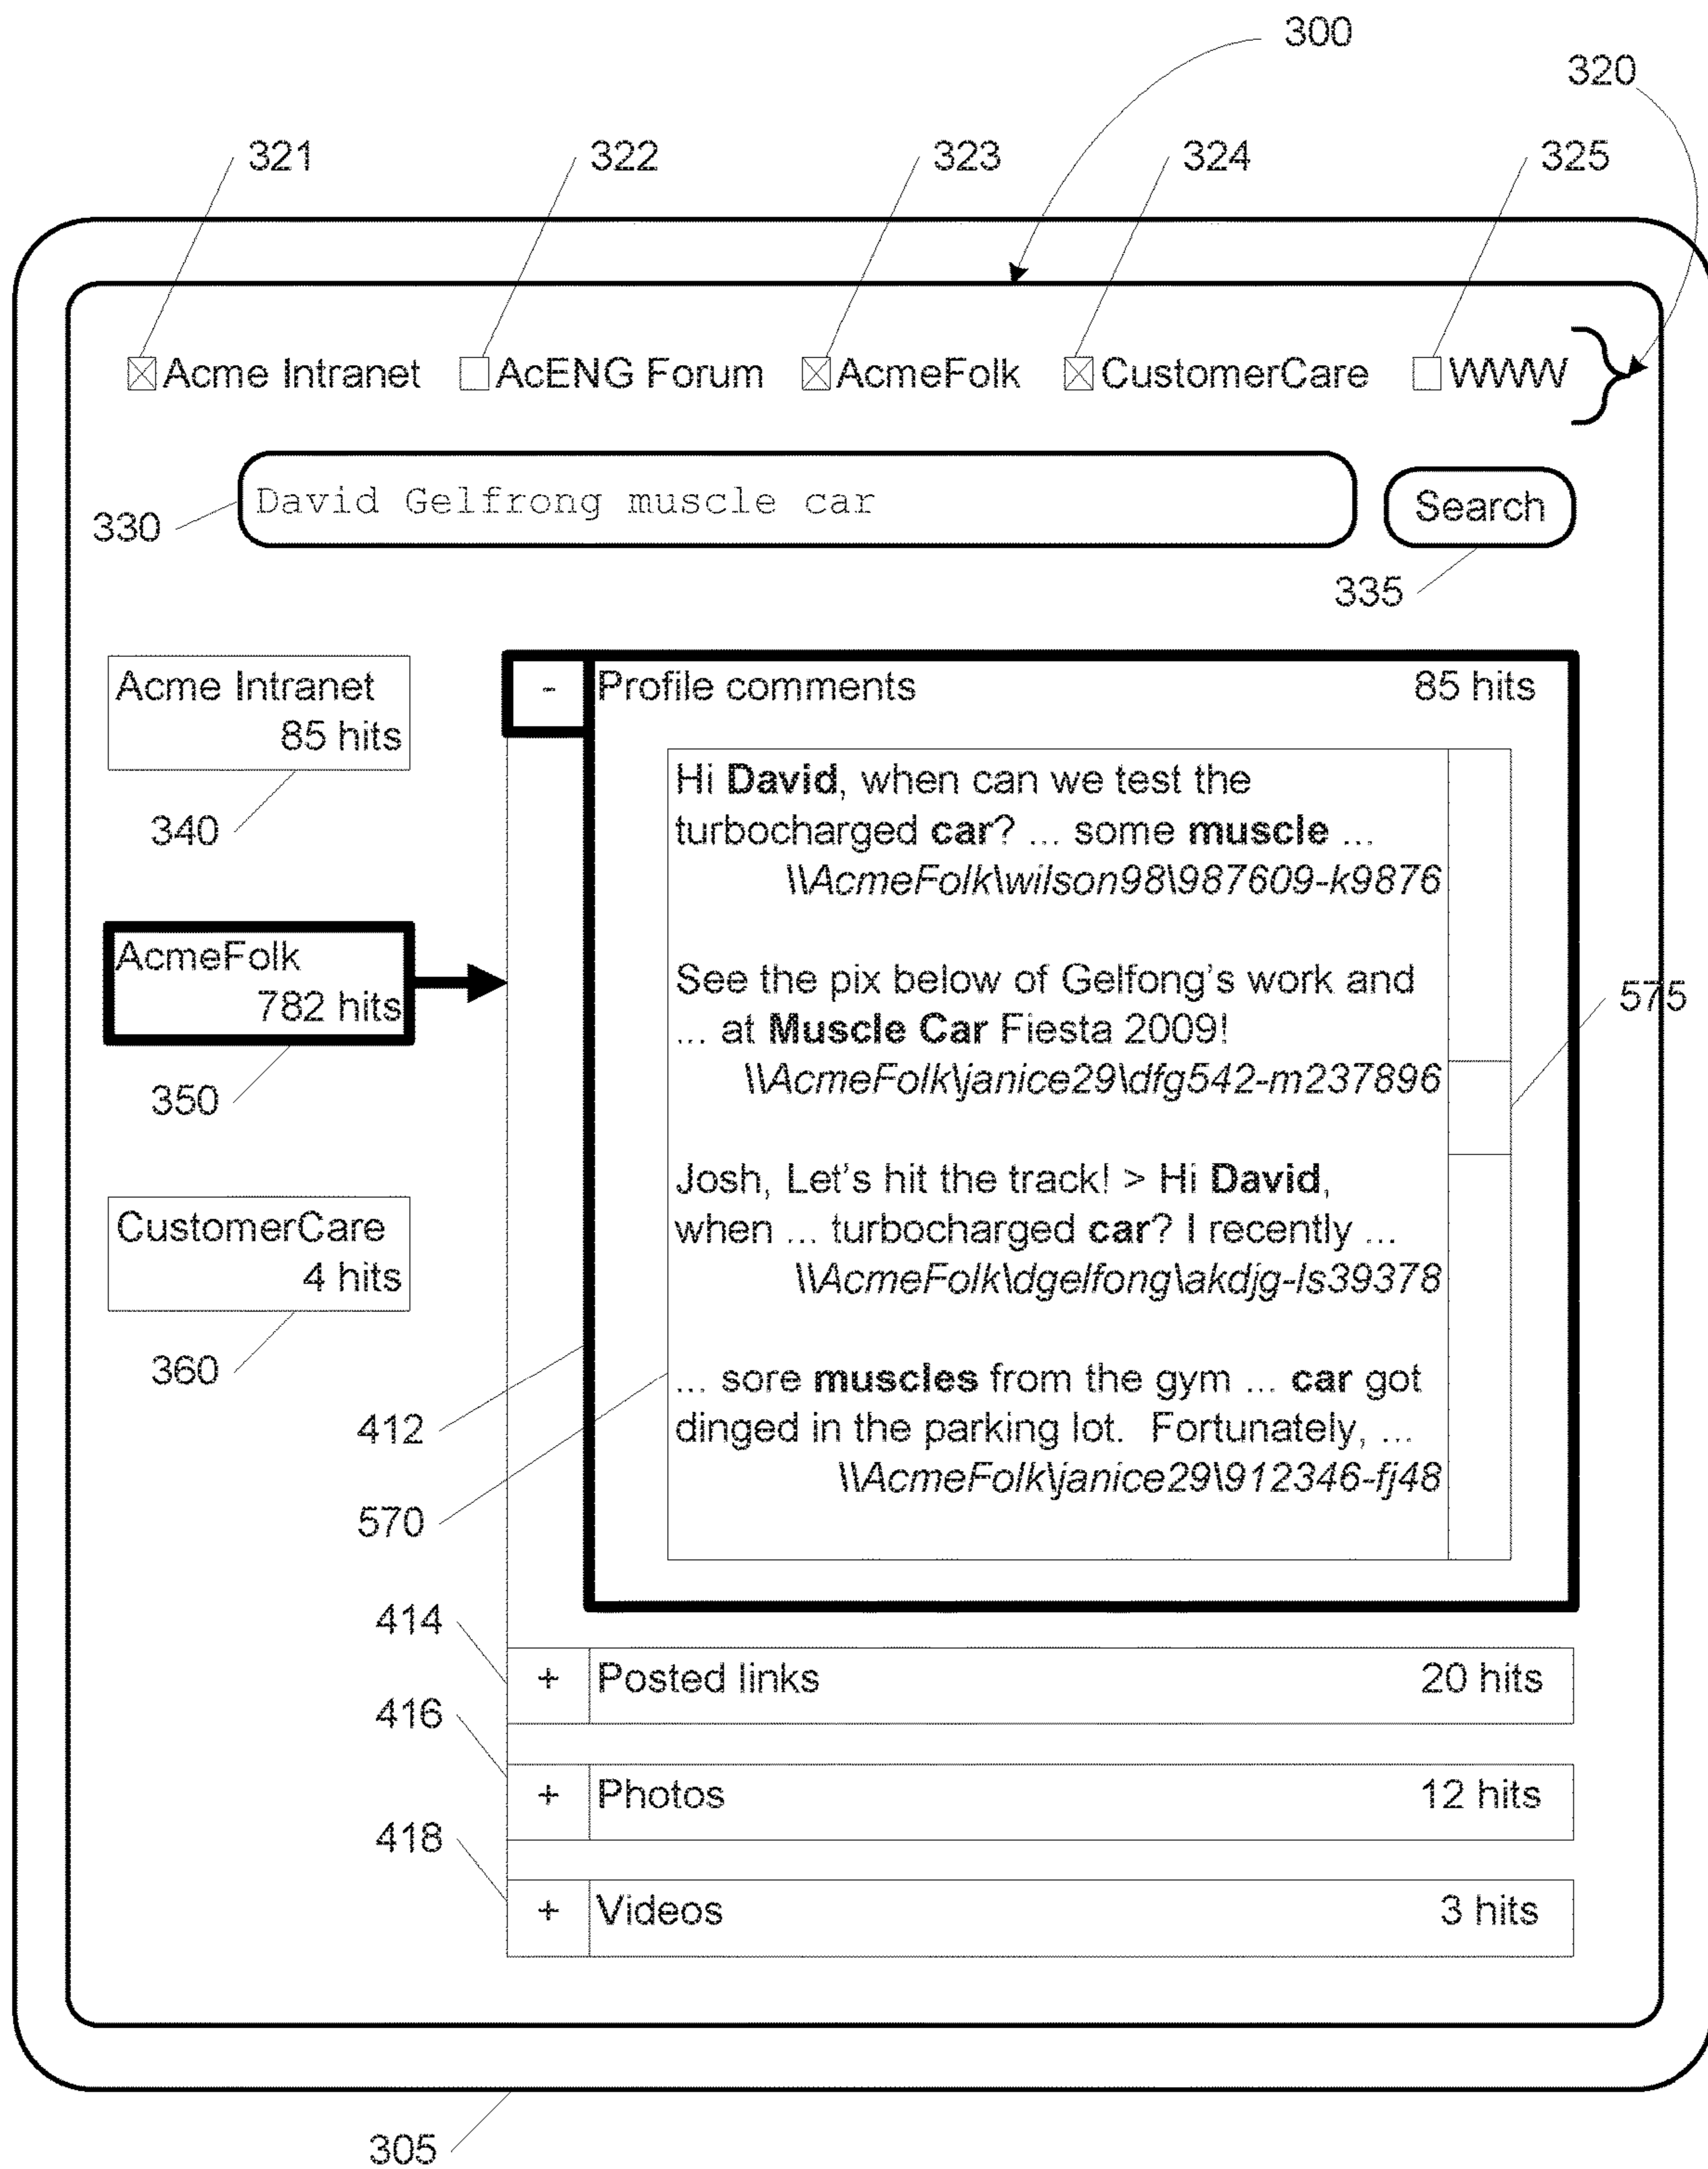 300
320
321
322
323
324
325
Acme Intranet AcENG Forum AcmeFolk CustomerCare WWW
David Gelfrong muscle car
Search
330
335
Acme Intranet
85 hits
340
AcmeFolk
782 hits
350
CustomerCare
4 hits
360
- Profile comments 85 hits
Hi David, when can we test the
turbocharged car? ... some muscle ...
\\AcmeFolk\wilson98\987609-k9876
See the pix below of Gelfong's work and
... at Muscle Car Fiesta 2009!
\\AcmeFolk\janice29\dfg542-m237896
575
Josh, Let's hit the track! > Hi David,
when ... turbocharged car? I recently ...
\\AcmeFolk\dgelfong\akdjg-ls39378
... sore muscles from the gym ... car got
dinged in the parking lot. Fortunately, ...
\\AcmeFolk\janice29\912346-fj48
412
570
414
+ Posted links 20 hits
416
+ Photos 12 hits
418
+ Videos 3 hits
305